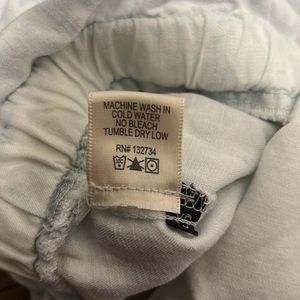 MACHINE WASH IN
COLD WATER
NO BLEACH
TUMBLE DRY LOW
RN# 132734